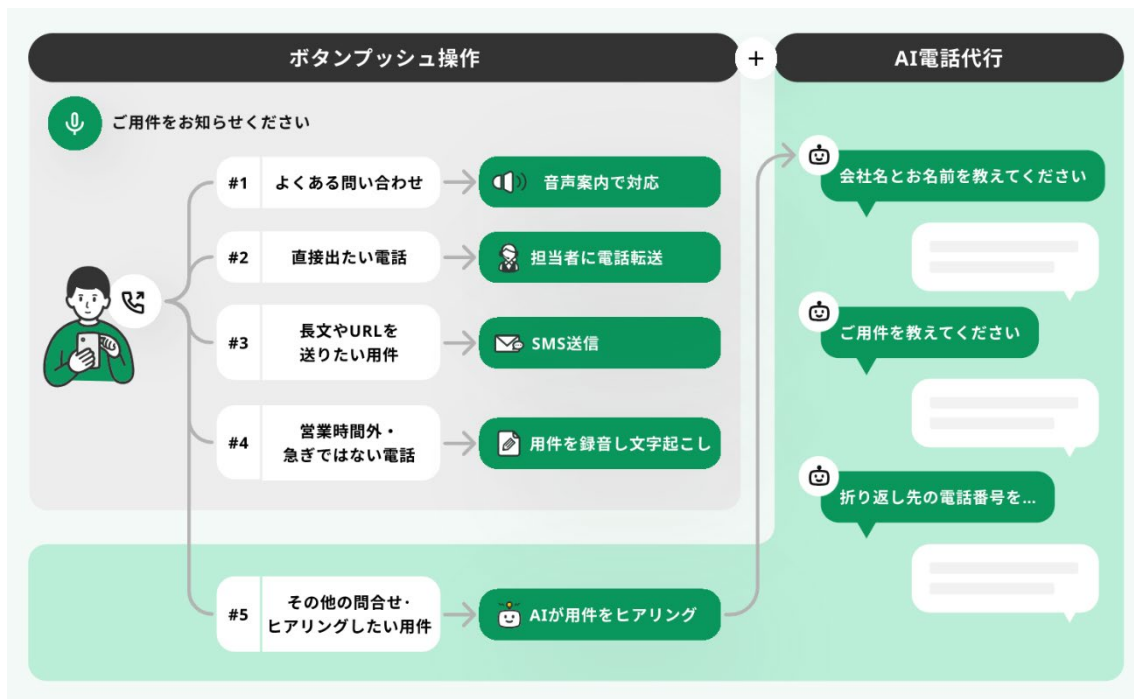 ボタンプッシュ操作
+
AI電話代行
ご用件をお知らせください
#1
よくある問い合わせ
音声案内で対応
#2
直接出たい電話
担当者に電話転送
#3
長文やURLを
送りたい用件
SMS送信
#4
営業時間外・
急ぎではない電話
用件を録音し文字起こし
#5
その他の問合せ・
ヒアリングしたい用件
AIが用件をヒアリング
会社名とお名前を教えてください
ご用件を教えてください
折り返し先の電話番号を...